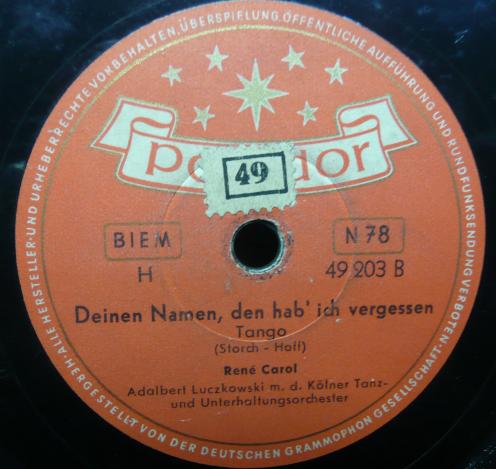 ALLE HERSTELLER- UND URHEBERRECHTE VORBEHALTEN. ÜBERSPIELUNG, ÖFFENTLICHE AUFFÜHRUNG UND RUNDFUNKSENDUNG VERBOTEN.
49
BIEM
N 78
H
49 203 B
Deinen Namen, den hab' ich vergessen
Tango
(Storch - Hoff)
René Carol
Adalbert Luczkowski m. d. Kölner Tanz-
und Unterhaltungsorchester
HERGESTELLT VON DER DEUTSCHEN GRAMMOPHON GESELLSCHAFT